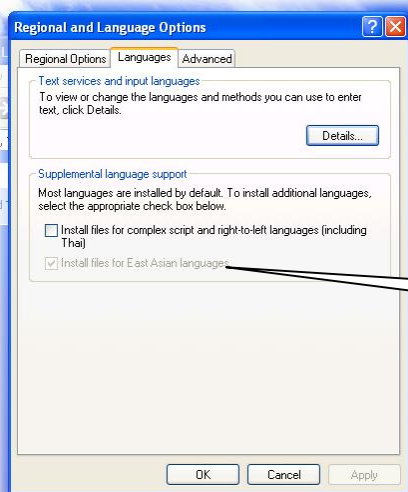 Regional and Language Options
Regional Options Languages Advanced
Text services and input languages
To view or change the languages and methods you can use to enter
text, click Details.
Details...
Supplemental language support
Most languages are installed by default. To install additional languages,
select the appropriate check box below.
Install files for complex script and right-to-left languages (including
Thai)
Install files for East Asian languages
OK Cancel Apply